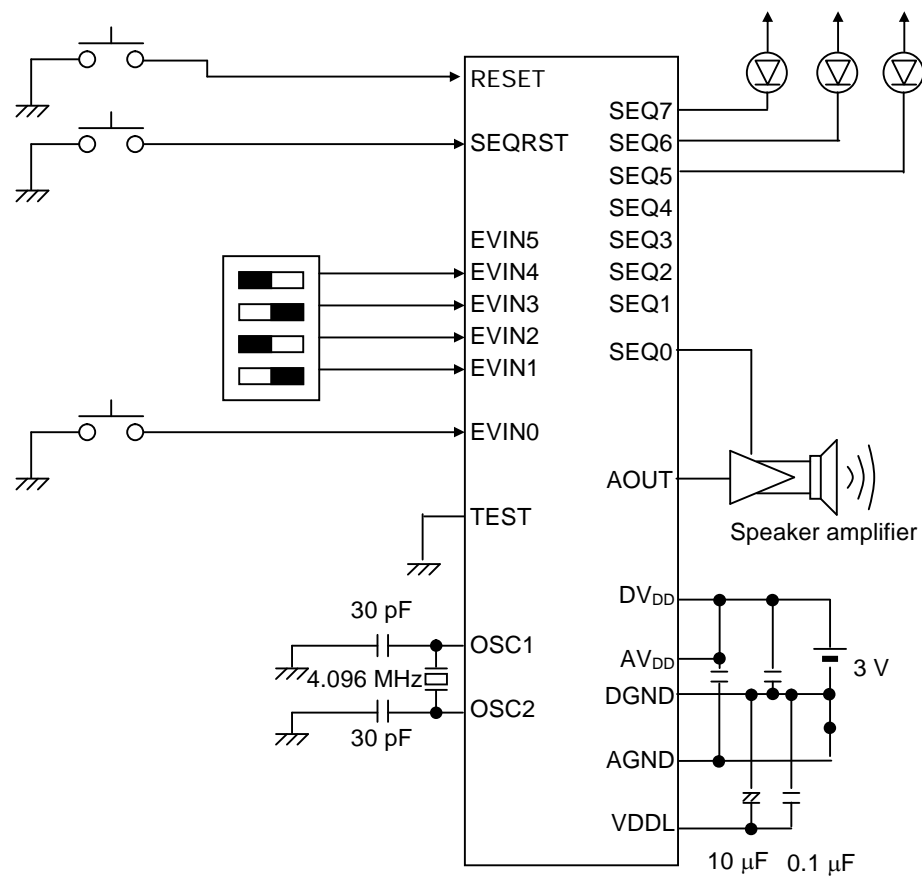 RESET
SEQRST
EVIN5
EVIN4
EVIN3
EVIN2
EVIN1
EVIN0
TEST
30 pF
OSC1
4.096 MHz
OSC2
30 pF
SEQ7
SEQ6
SEQ5
SEQ4
SEQ3
SEQ2
SEQ1
SEQ0
AOUT
Speaker amplifier
DVDD
AVDD
3 V
DGND
AGND
VDDL
10 μF 0.1 μF